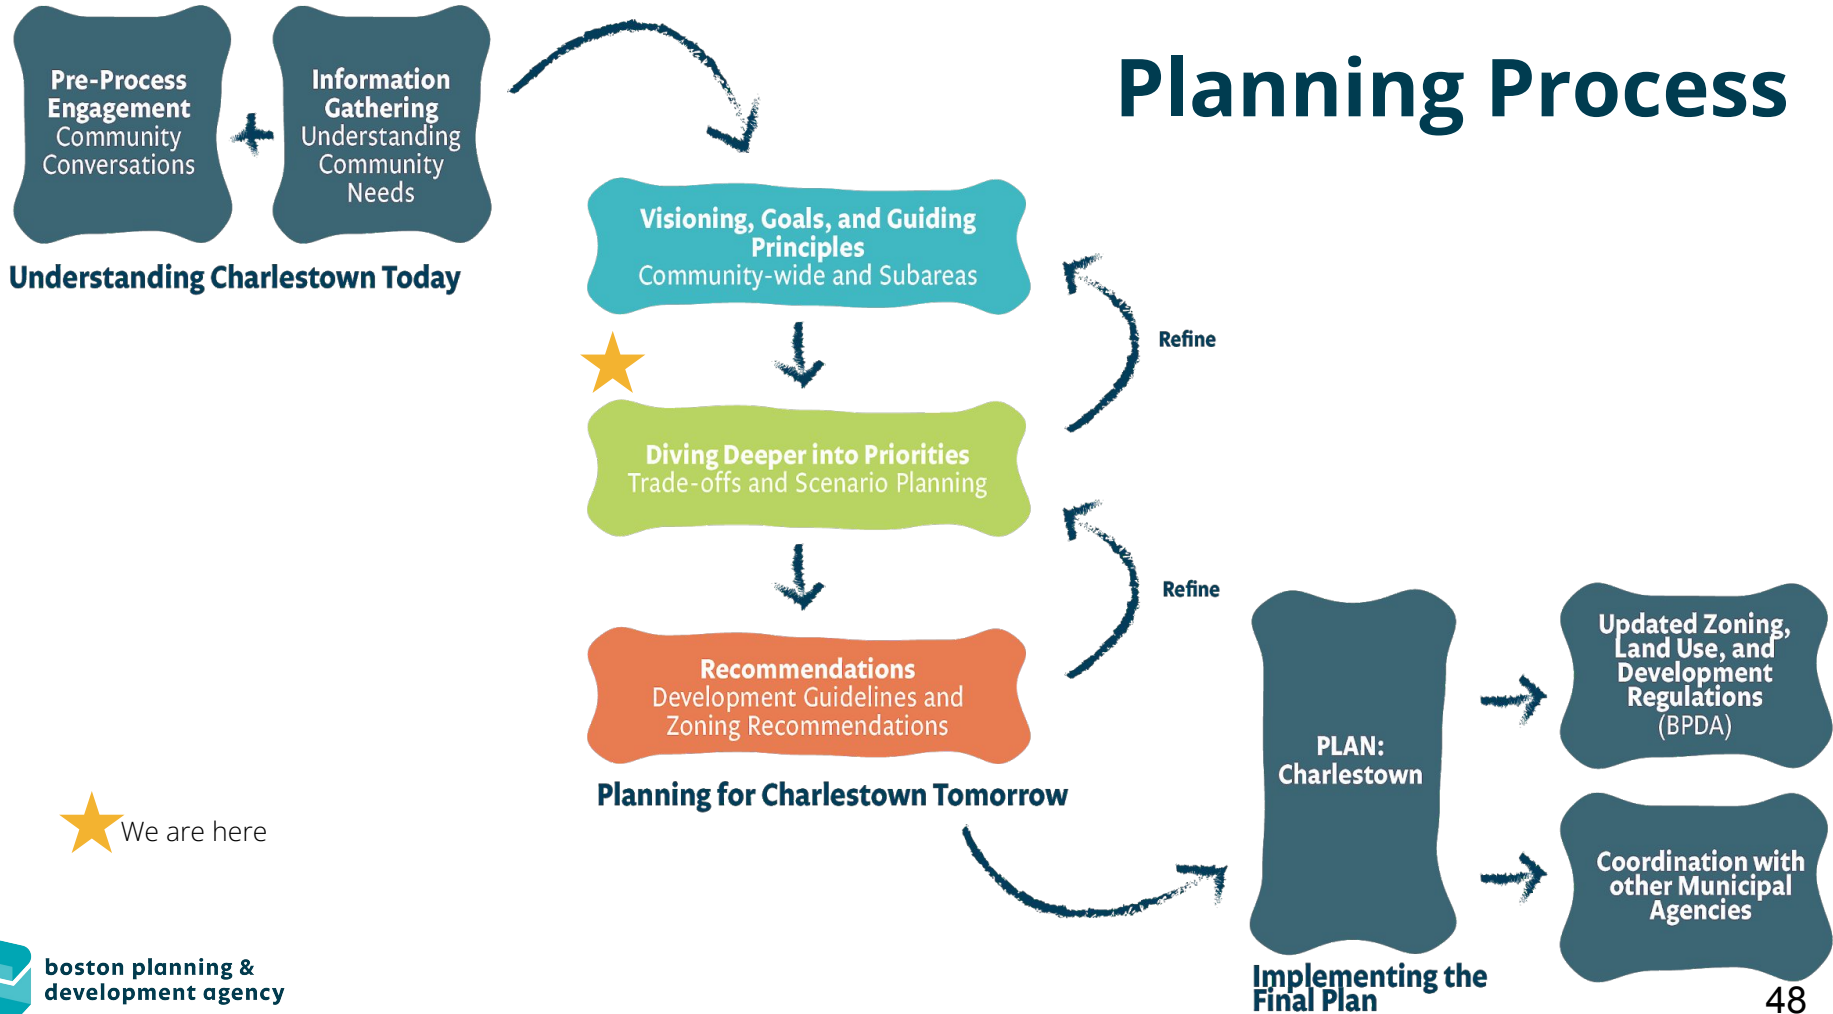 Planning Process
Pre-Process
Engagement
Community
Conversations
Information
Gathering
Understanding
Community
Needs
Understanding Charlestown Today
Visioning, Goals, and Guiding
Principles
Community-wide and Subareas
Refine
Diving Deeper into Priorities
Trade-offs and Scenario Planning
Refine
Recommendations
Development Guidelines and
Zoning Recommendations
Planning for Charlestown Tomorrow
PLAN:
Charlestown
Implementing the
Final Plan
Updated Zoning,
Land Use, and
Development
Regulations
(BPDA)
Coordination with
other Municipal
Agencies
We are here
boston planning &
development agency
48